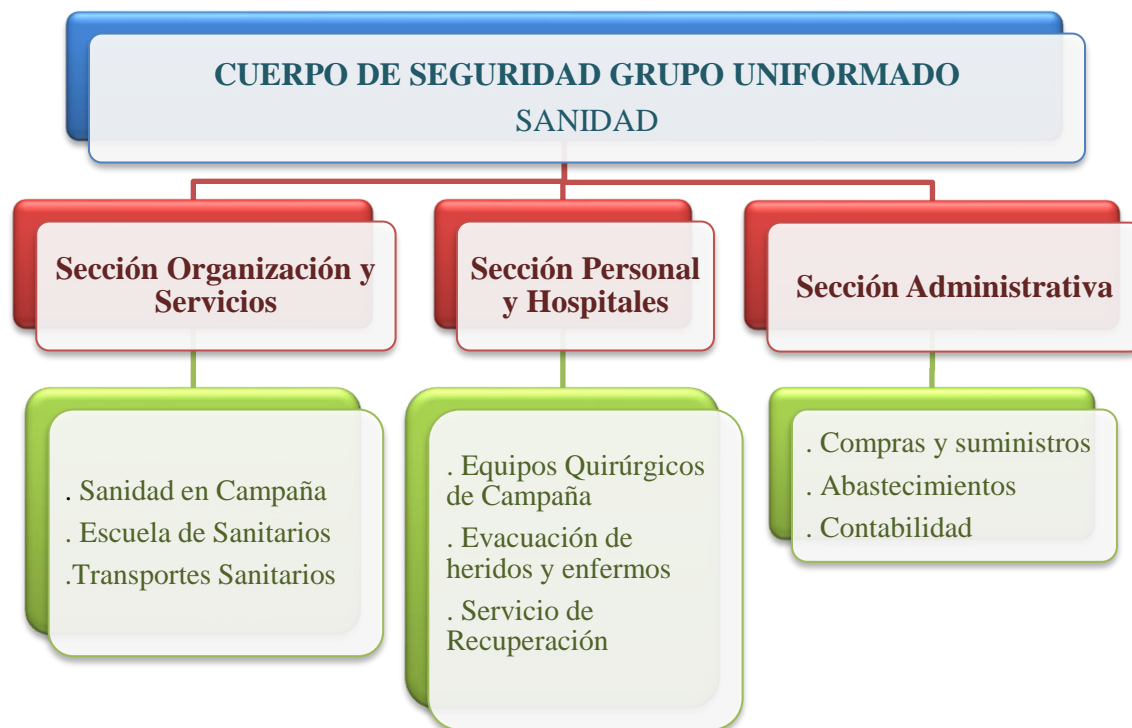 CUERPO DE SEGURIDAD GRUPO UNIFORMADO
SANIDAD
Sección Organización y
Servicios
Sección Personal
y Hospitales
Sección Administrativa
. Sanidad en Campaña
. Escuela de Sanitarios
.Transportes Sanitarios
. Equipos Quirúrgicos
de Campaña
. Evacuación de
heridos y enfermos
. Servicio de
Recuperación
. Compras y suministros
. Abastecimientos
. Contabilidad